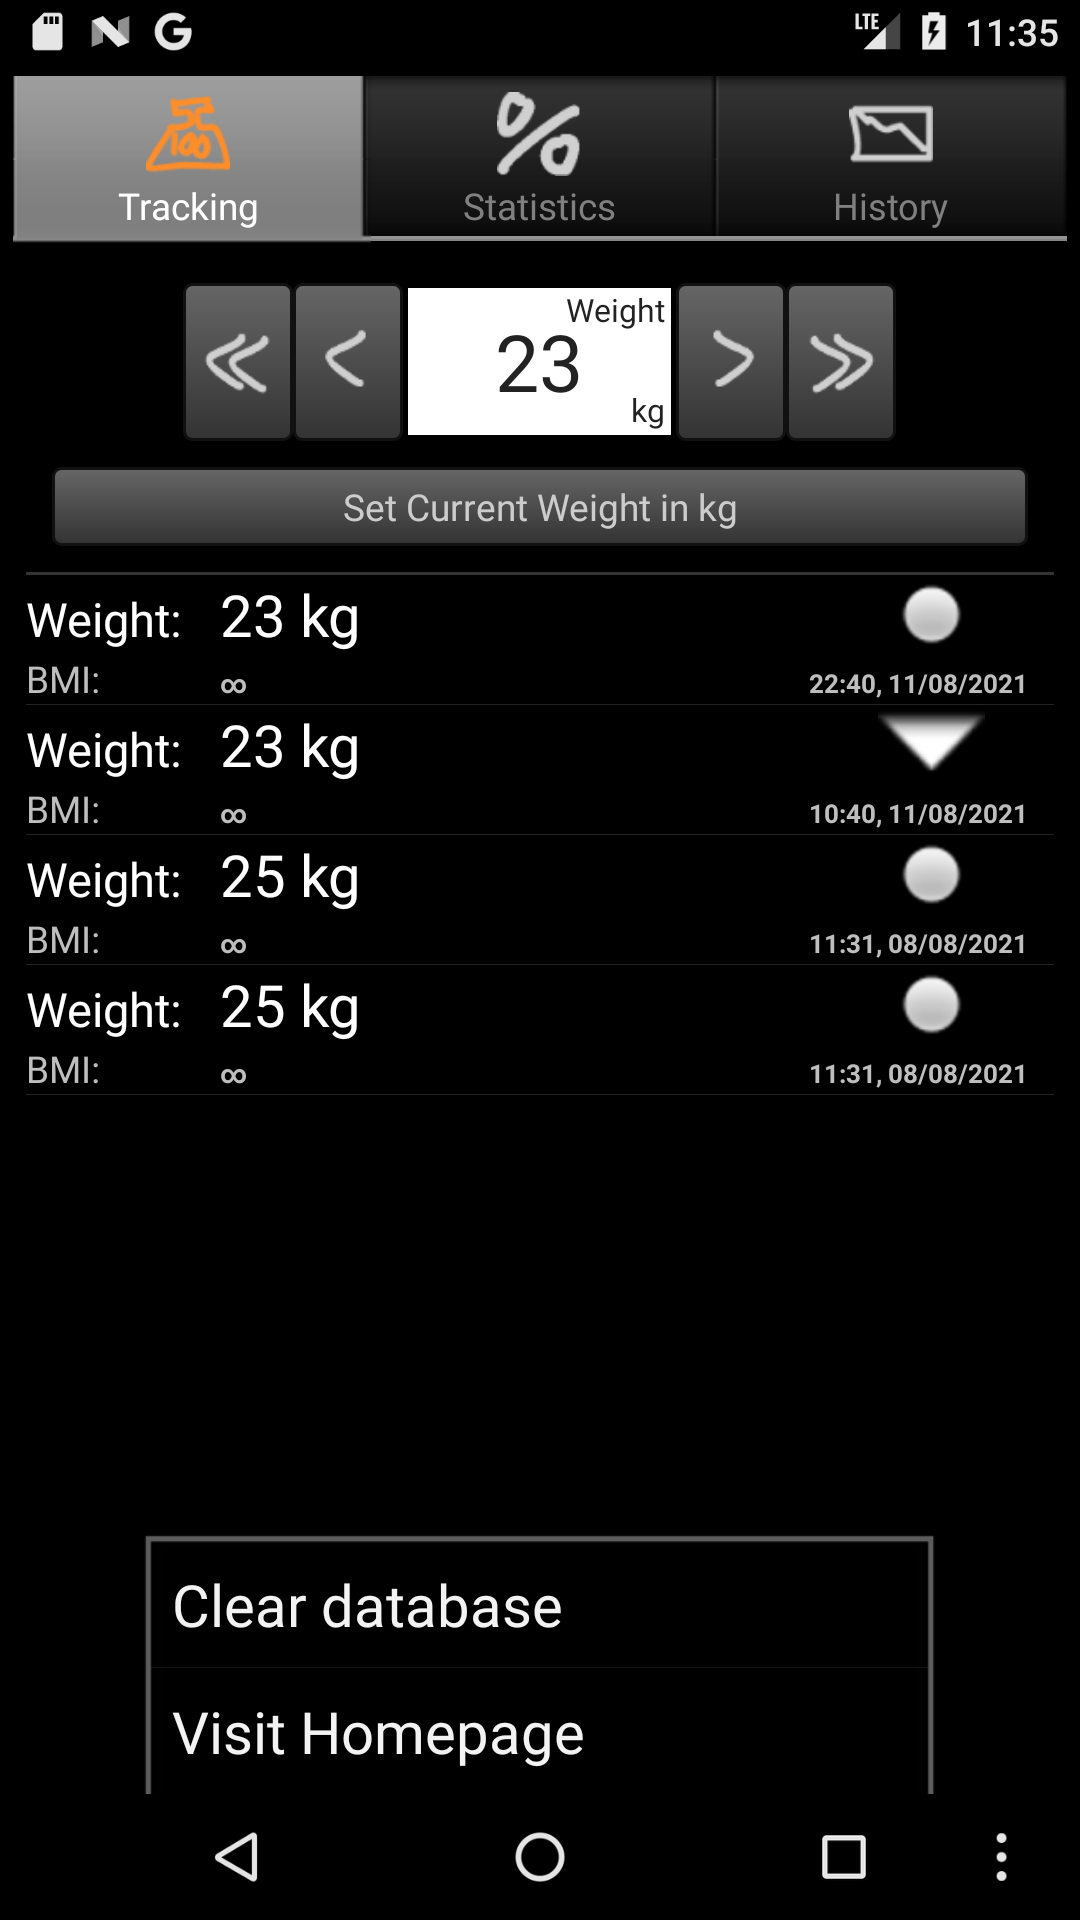 LTE 11:35
Tracking Statistics History
Weight
23
kg
Set Current Weight in kg
Weight: 23 kg
BMI: ∞ 22:40, 11/08/2021
Weight: 23 kg
BMI: ∞ 10:40, 11/08/2021
Weight: 25 kg
BMI: ∞ 11:31, 08/08/2021
Weight: 25 kg
BMI: ∞ 11:31, 08/08/2021
Clear database
Visit Homepage